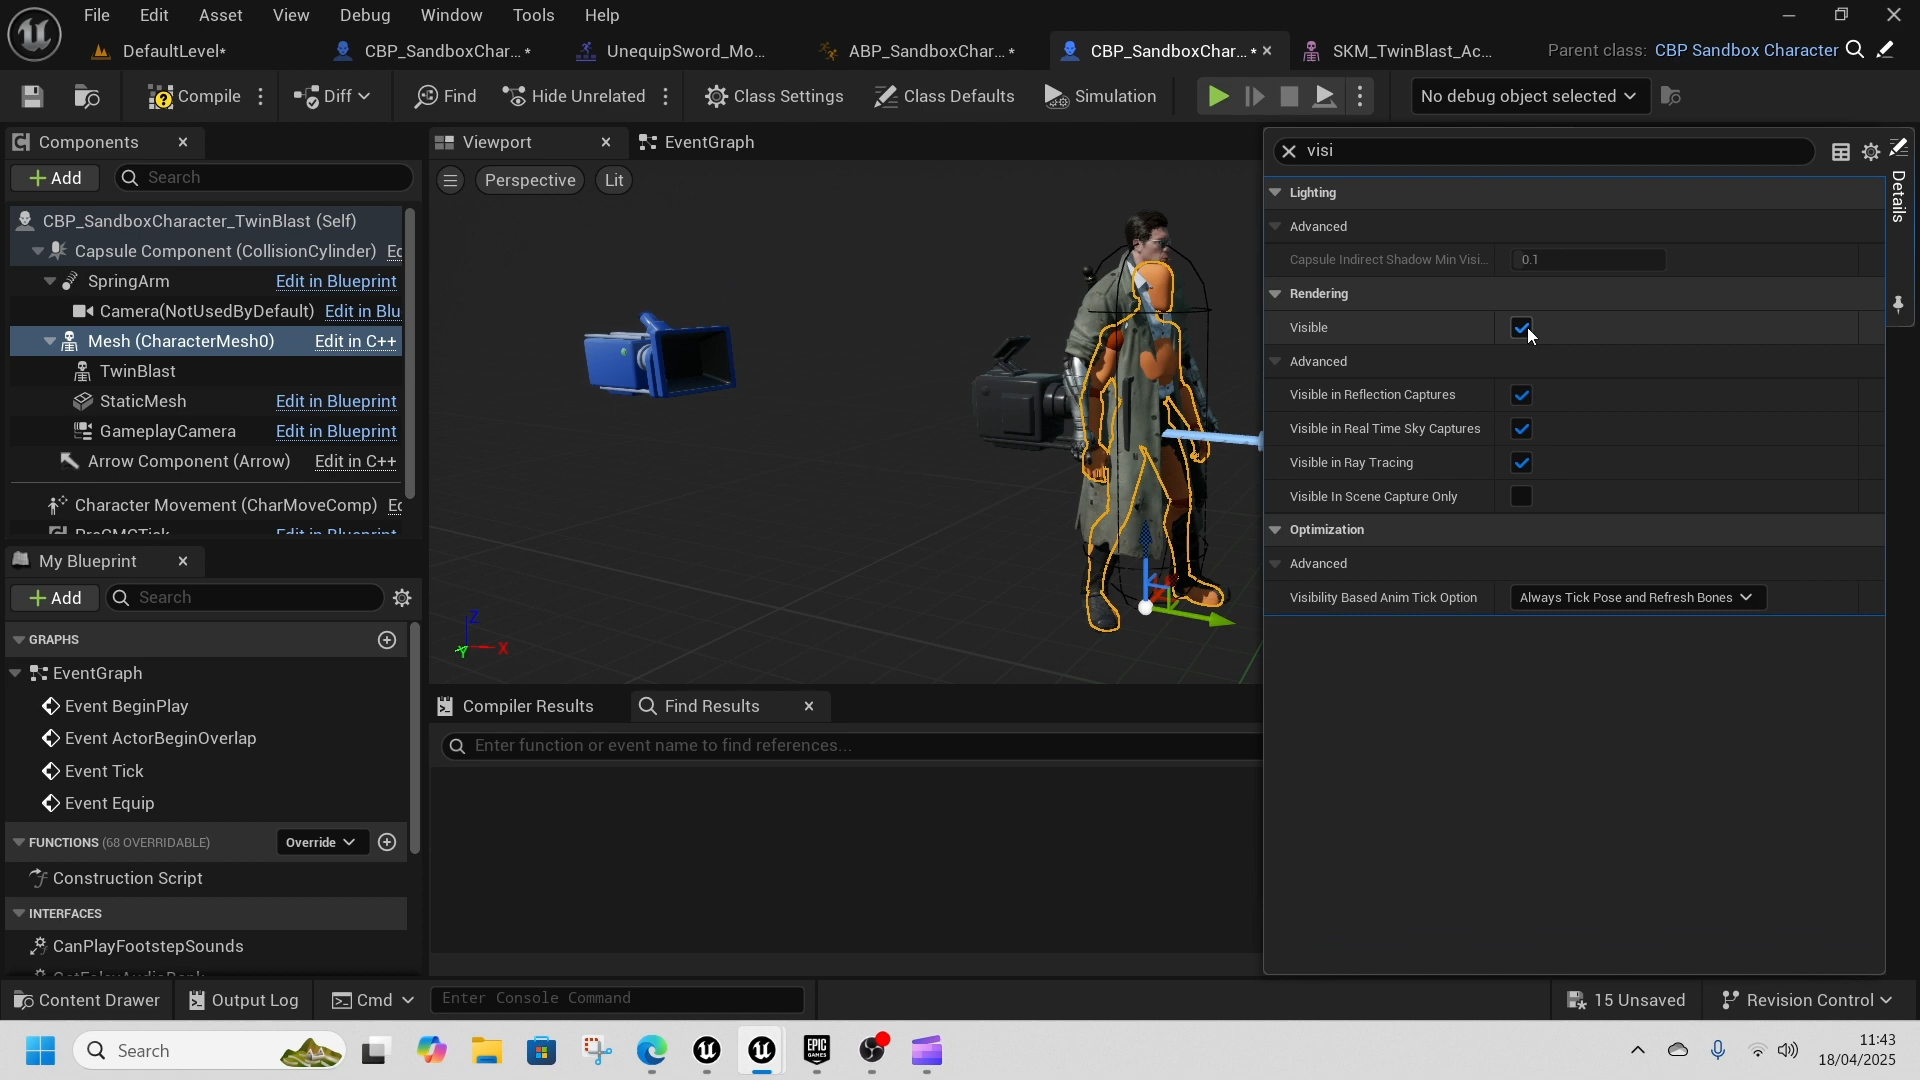 File Edit Asset View Debug Window Tools Help
DefaultLevel* CBP_SandboxChar...* UnequipSword_Mo... ABP_SandboxChar...* CBP_SandboxChar...* SKM_TwinBlast_Ac... Parent class: CBP Sandbox Character
Compile Diff Find Hide Unrelated Class Settings Class Defaults Simulation No debug object selected
Components
Add Search
CBP_SandboxCharacter_TwinBlast (Self)
Capsule Component (CollisionCylinder) Ec
SpringArm Edit in Blueprint
Camera(NotUsedByDefault) Edit in Blu
Mesh (CharacterMesh0) Edit in C++
TwinBlast
StaticMesh Edit in Blueprint
GameplayCamera Edit in Blueprint
Arrow Component (Arrow) Edit in C++
Character Movement (CharMoveComp) Ec
My Blueprint
Add Search
GRAPHS
EventGraph
Event BeginPlay
Event ActorBeginOverlap
Event Tick
Event Equip
FUNCTIONS (68 OVERRIDABLE) Override
Construction Script
INTERFACES
CanPlayFootstepSounds
Viewport EventGraph
Perspective Lit
Z
X
Y
Compiler Results Find Results
Enter function or event name to find references...
visi
Details
Lighting
Advanced
Capsule Indirect Shadow Min Visi... 0.1
Rendering
Visible
Advanced
Visible in Reflection Captures
Visible in Real Time Sky Captures
Visible in Ray Tracing
Visible In Scene Capture Only
Optimization
Advanced
Visibility Based Anim Tick Option Always Tick Pose and Refresh Bones
Content Drawer Output Log Cmd Enter Console Command 15 Unsaved Revision Control
Search
EPIC
GAMES
11:43
18/04/2025